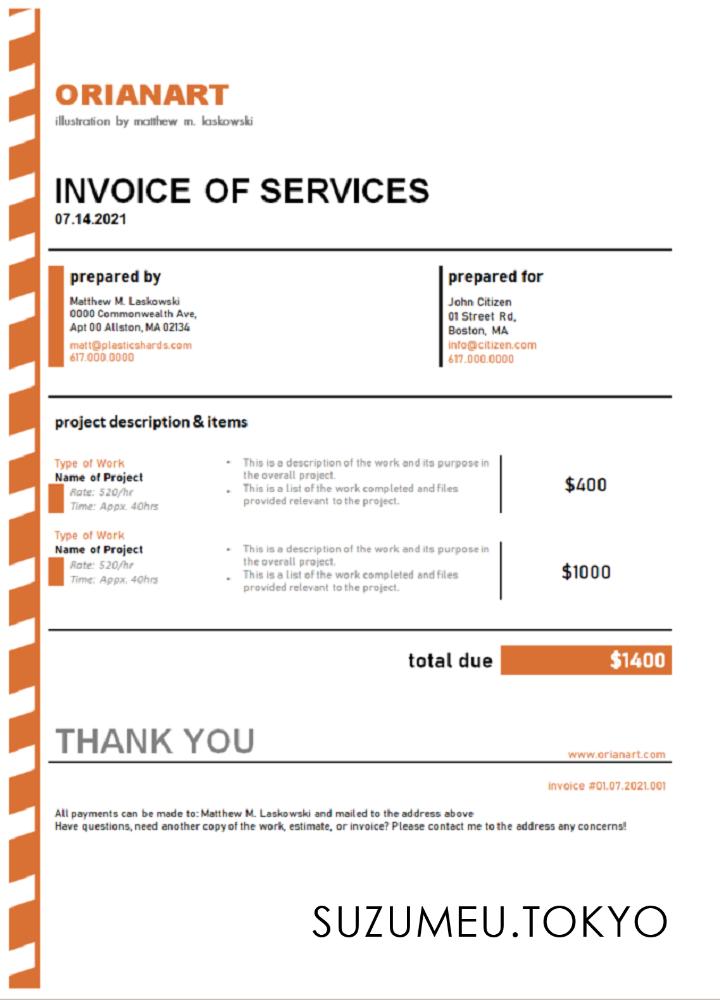 ORIANART
illustration by matthew m. laskowski
INVOICE OF SERVICES
07.14.2021
prepared by
Matthew M. Laskowski
0000 Commonwealth Ave,
Apt 00 Allston, MA 02134
matt@plasticshards.com
617.000.0000
prepared for
John Citizen
01 Street Rd,
Boston, MA
info@citizen.com
617.000.0000
project description & items
Type of Work
Name of Project
Rate: 520/hr
Time: Appx. 40hrs
• This is a description of the work and its purpose in
the overall project.
• This is a list of the work completed and files
provided relevant to the project.
$400
Type of Work
Name of Project
Rate: 520/hr
Time: Appx. 40hrs
• This is a description of the work and its purpose in
the overall project.
• This is a list of the work completed and files
provided relevant to the project.
$1000
total due $1400
THANK YOU
www.orianart.com
invoice #01.07.2021.001
All payments can be made to: Matthew M. Laskowski and mailed to the address above
Have questions, need another copy of the work, estimate, or invoice? Please contact me to the address any concerns!
SUZUMEU.TOKYO